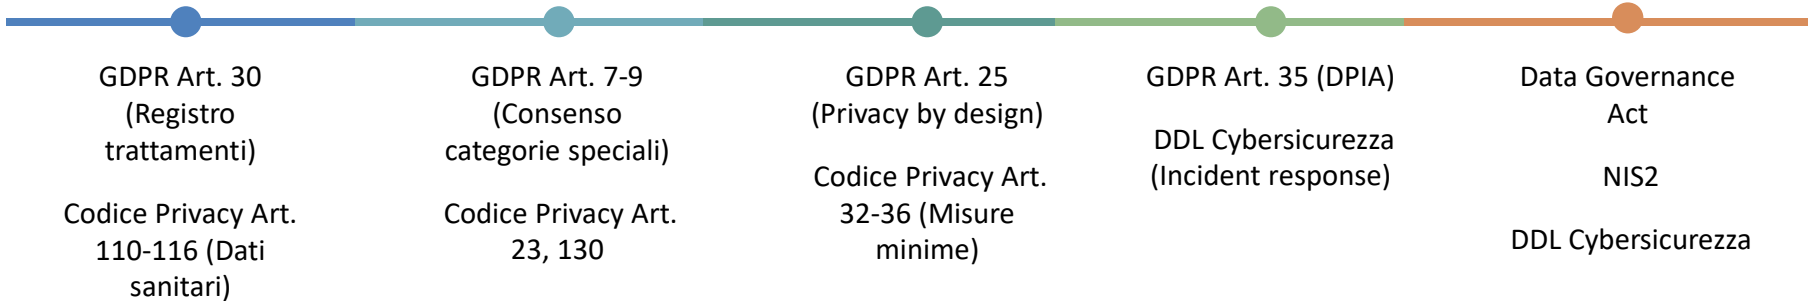 GDPR Art. 30
(Registro
trattamenti)
Codice Privacy Art.
110-116 (Dati
sanitari)
GDPR Art. 7-9
(Consenso
categorie speciali)
Codice Privacy Art.
23, 130
GDPR Art. 25
(Privacy by design)
Codice Privacy Art.
32-36 (Misure
minime)
GDPR Art. 35 (DPIA)
DDL Cybersicurezza
(Incident response)
Data Governance
Act
NIS2
DDL Cybersicurezza